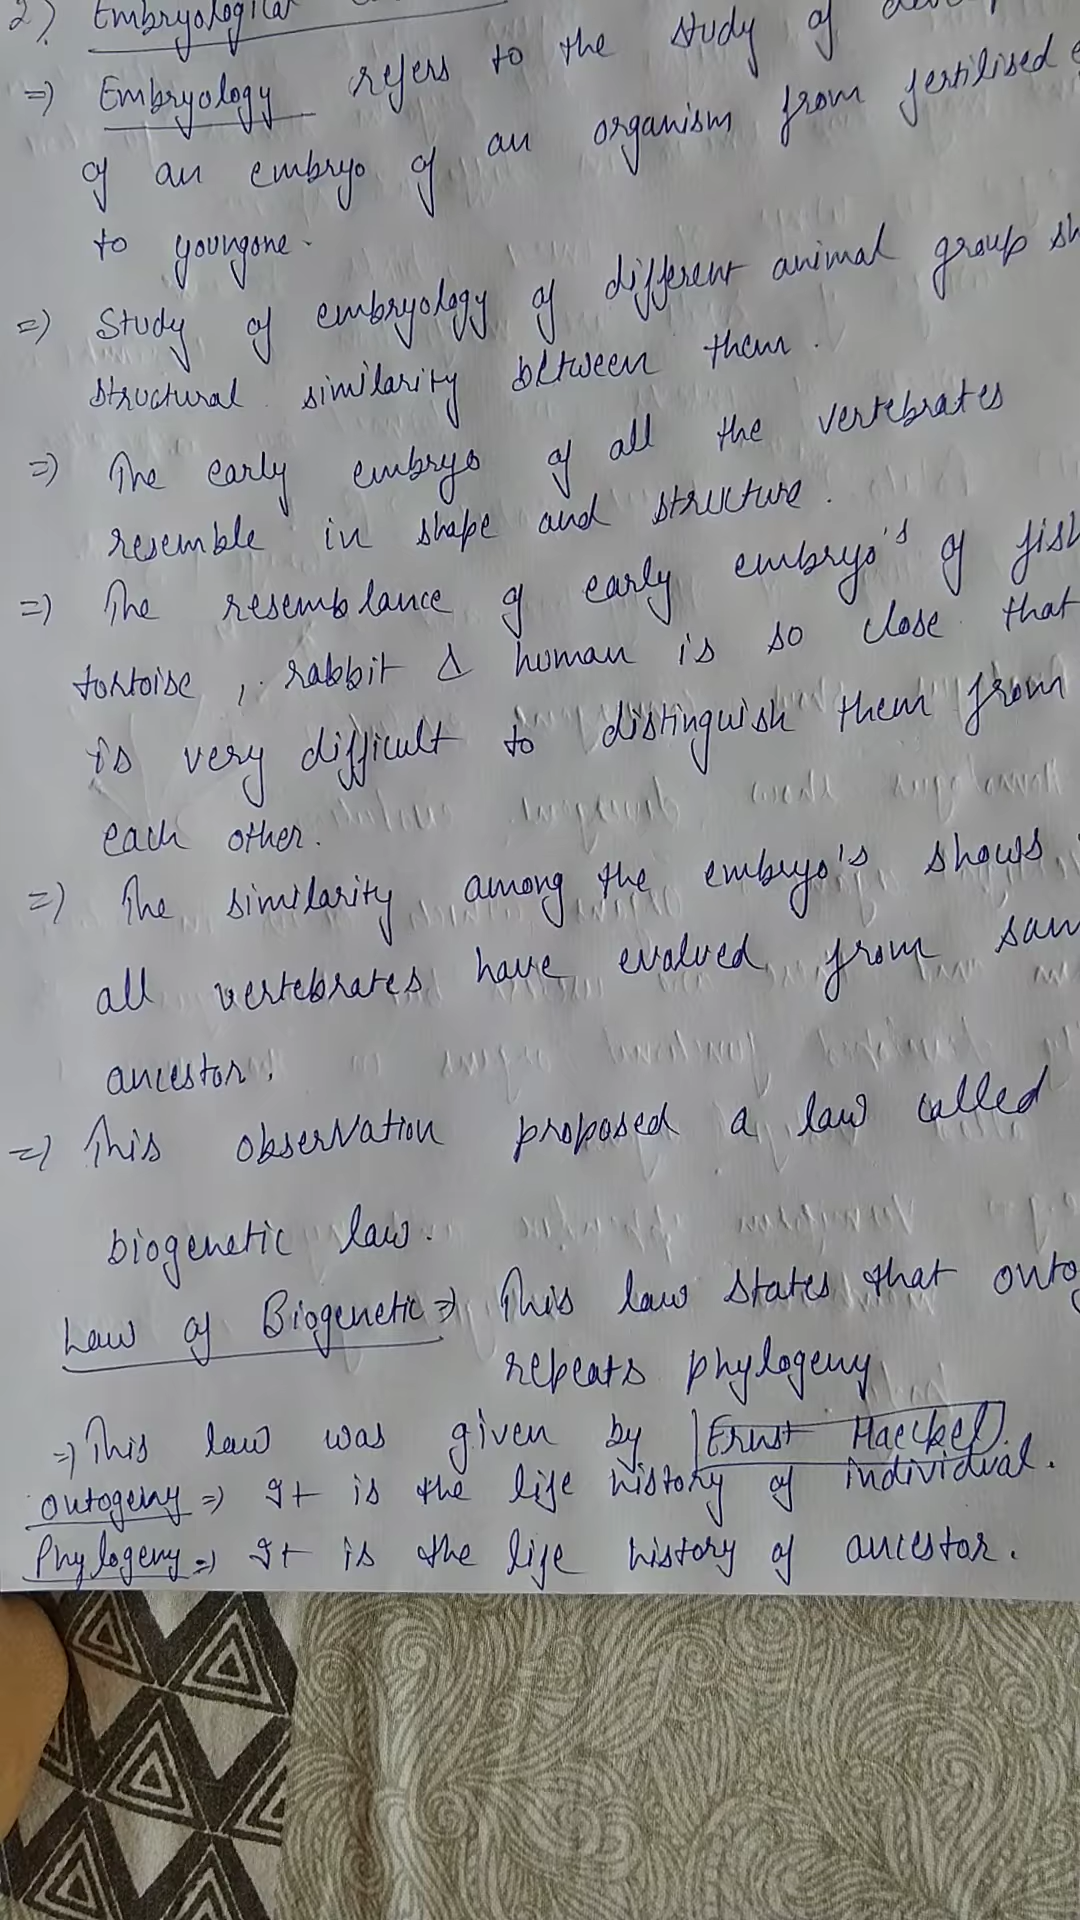 2). Embryological
=) Embryology refers to the study of
of an embryo of an organism from fertilised
to youngone.
=) Study of embryology of different animal group
structural similarity between them.
=) The early embryo of all the vertebrates
resemble in shape and structure.
=) The resemblance of early embryo's of fish
tortoise, rabbit & human is so close that
is very difficult to distinguish them from
each other.
=) The similarity among the embryo's shows
all vertebrates have evolved from
ancestor.
=) This observation proposed a law called
biogenetic law.
Law of Biogenetic => This law states that
repeats phylogeny
=) This law was given by Ernst Haeckel.
Ontogeny => It is the life history of individual.
Phylogeny => It is the life history of ancestor.